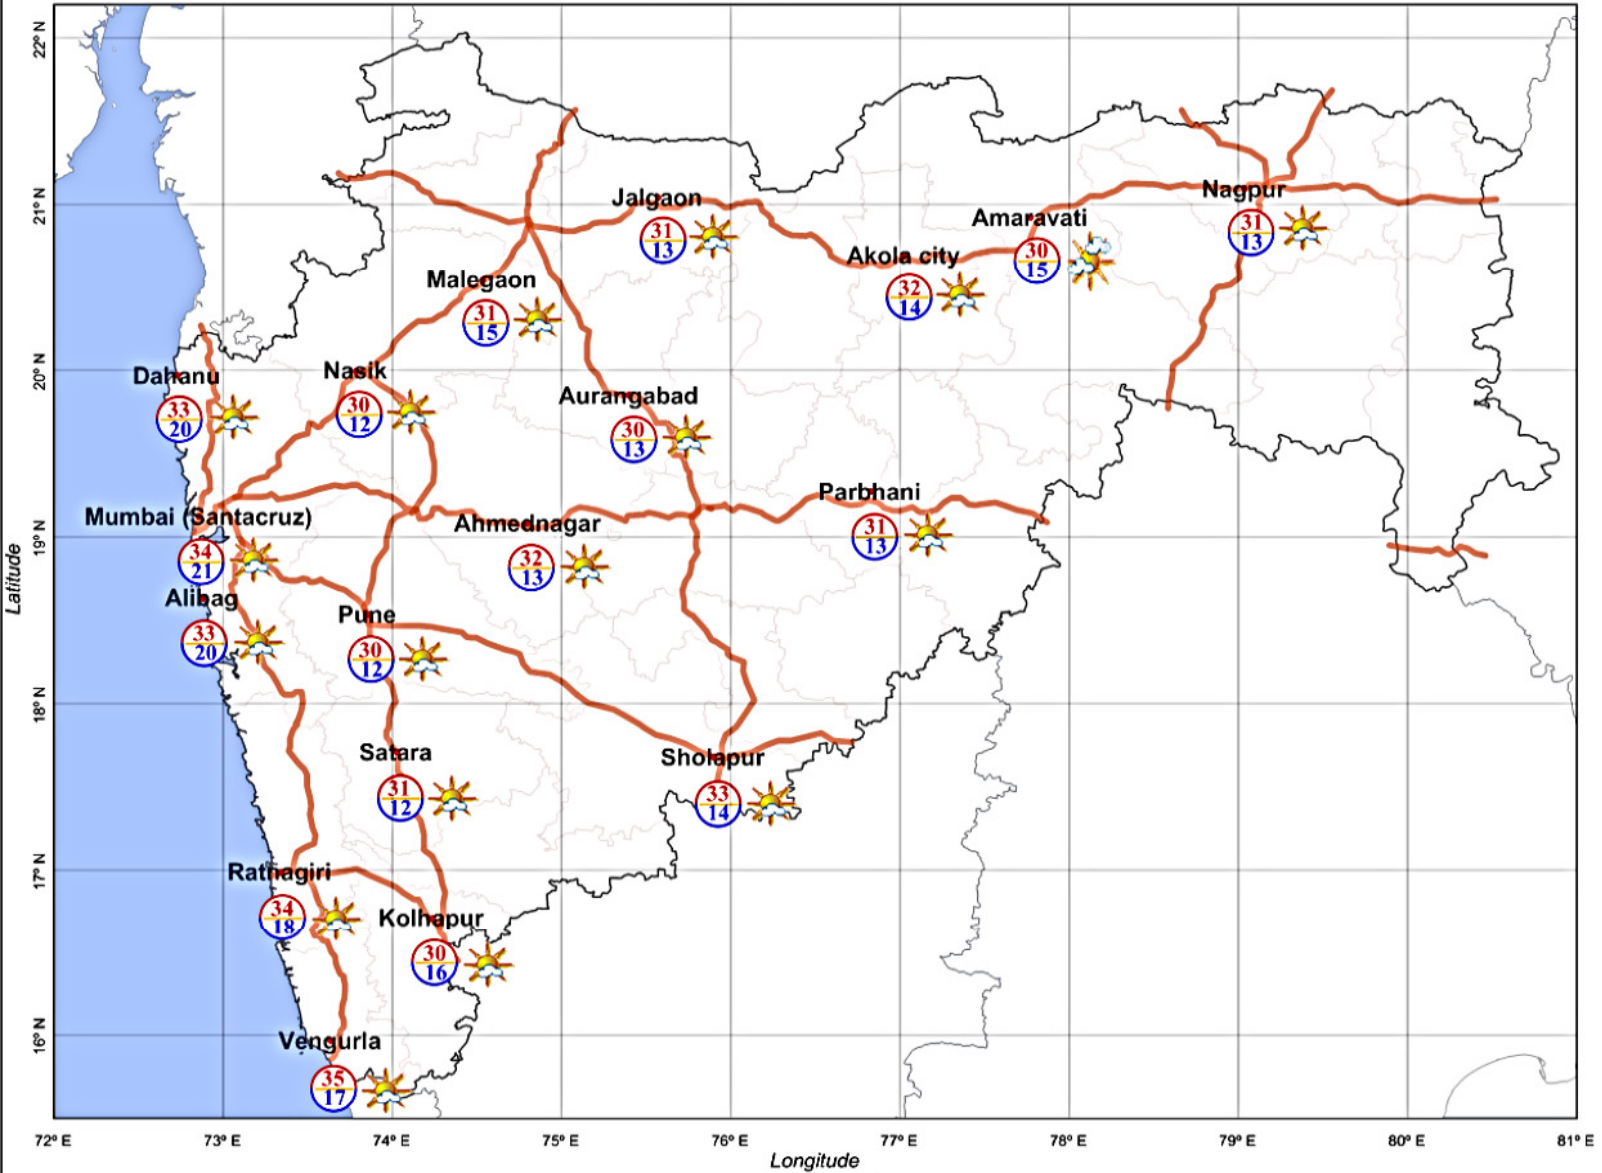 22° N
21° N
20° N
19° N
18° N
17° N
16° N
Latitude
Jalgaon
31
13
Nagpur
31
13
Amaravati
30
15
Akola city
32
14
Malegaon
31
15
Dahanu
33
20
Nasik
30
12
Aurangabad
30
13
Parbhani
31
13
Mumbai (Santacruz)
34
21
Ahmednagar
32
13
Alibag
33
20
Pune
30
12
Satara
31
12
Sholapur
33
14
Ratnagiri
34
18
Kolhapur
30
16
Vengurla
35
17
72° E 73° E 74° E 75° E 76° E 77° E 78° E 79° E 80° E 81° E
Longitude